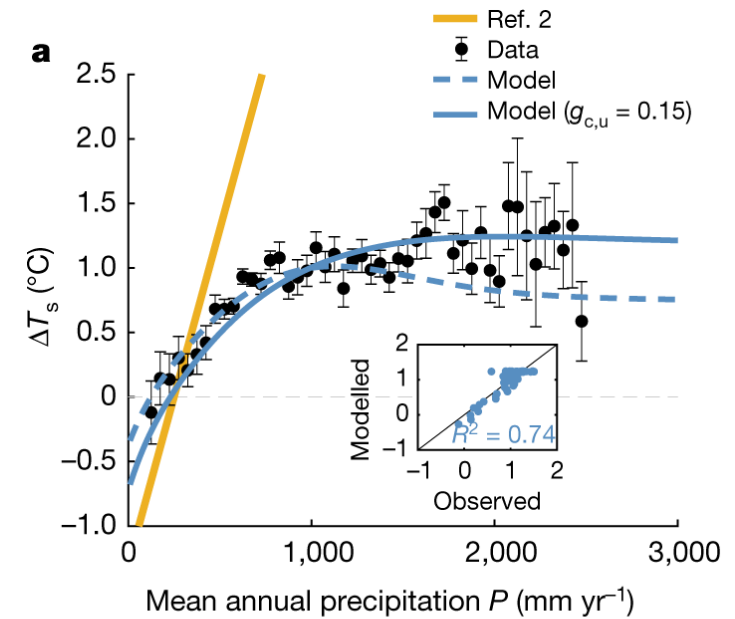 a
Ref. 2
Data
Model
Model (g_c,u = 0.15)
2.5
2.0
1.5
1.0
0.5
0
−0.5
−1.0
ΔT_s (°C)
0
1,000
2,000
3,000
Mean annual precipitation P (mm yr⁻¹)
2
1
0
−1
Modelled
R² = 0.74
−1
0
1
2
Observed